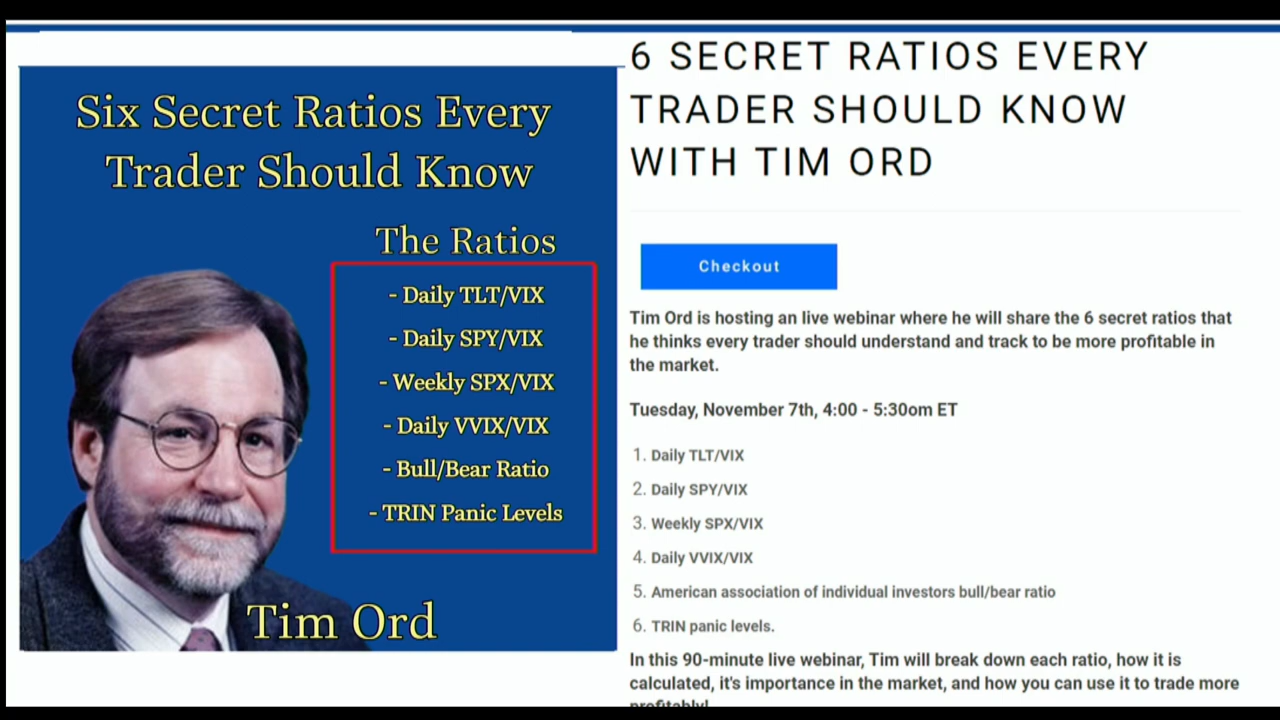 Six Secret Ratios Every
Trader Should Know
The Ratios
- Daily TLT/VIX
- Daily SPY/VIX
- Weekly SPX/VIX
- Daily VVIX/VIX
- Bull/Bear Ratio
- TRIN Panic Levels
Tim Ord
6 SECRET RATIOS EVERY
TRADER SHOULD KNOW
WITH TIM ORD
Checkout
Tim Ord is hosting an live webinar where he will share the 6 secret ratios that
he thinks every trader should understand and track to be more profitable in
the market.
Tuesday, November 7th, 4:00 - 5:30om ET
1. Daily TLT/VIX
2. Daily SPY/VIX
3. Weekly SPX/VIX
4. Daily VVIX/VIX
5. American association of individual investors bull/bear ratio
6. TRIN panic levels.
In this 90-minute live webinar, Tim will break down each ratio, how it is
calculated, it's importance in the market, and how you can use it to trade more
profitably!